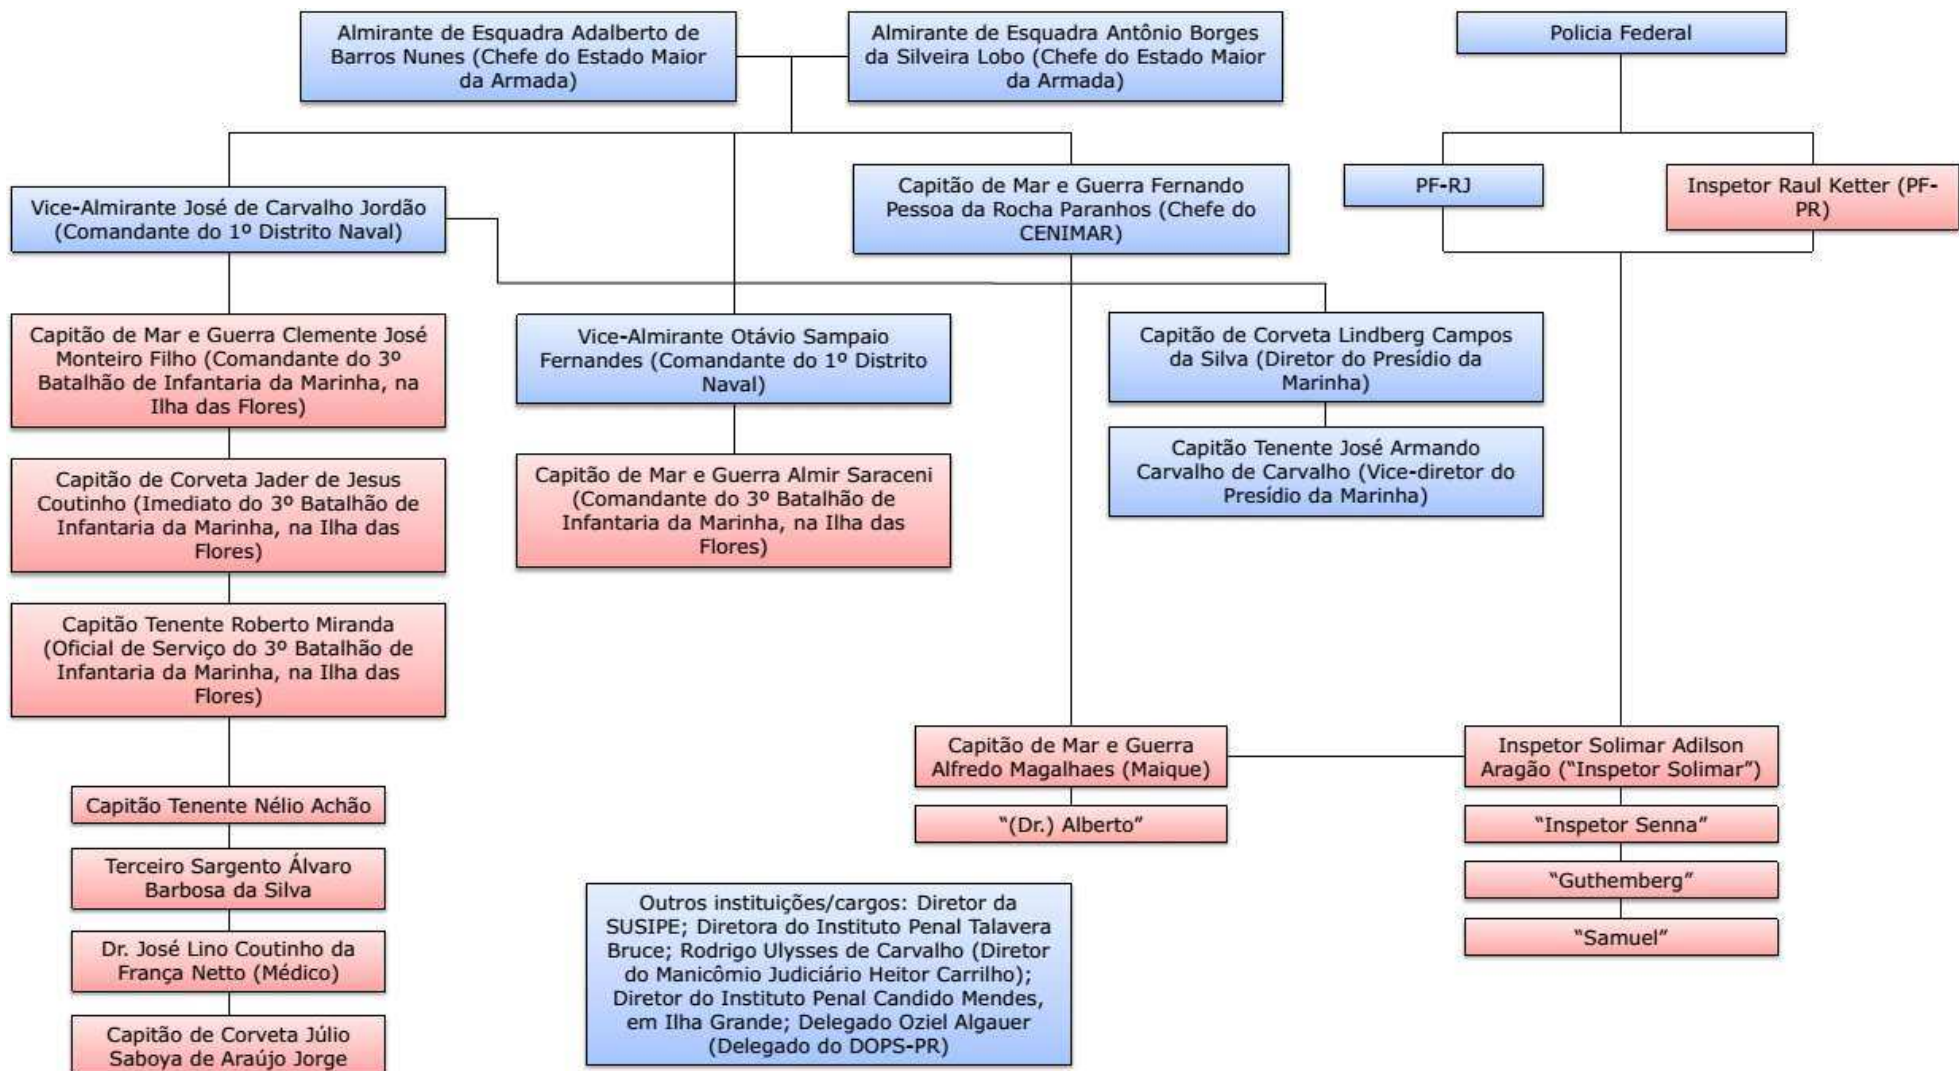 Almirante de Esquadra Adalberto de
Barros Nunes (Chefe do Estado Maior
da Armada)
Almirante de Esquadra Antônio Borges
da Silveira Lobo (Chefe do Estado Maior
da Armada)
Policia Federal
Vice-Almirante José de Carvalho Jordão
(Comandante do 1º Distrito Naval)
Capitão de Mar e Guerra Fernando
Pessoa da Rocha Paranhos (Chefe do
CENIMAR)
PF-RJ
Inspetor Raul Ketter (PF-
PR)
Capitão de Mar e Guerra Clemente José
Monteiro Filho (Comandante do 3º
Batalhão de Infantaria da Marinha, na
Ilha das Flores)
Vice-Almirante Otávio Sampaio
Fernandes (Comandante do 1º Distrito
Naval)
Capitão de Corveta Lindberg Campos
da Silva (Diretor do Presídio da
Marinha)
Capitão Tenente José Armando
Carvalho de Carvalho (Vice-diretor do
Presídio da Marinha)
Capitão de Corveta Jader de Jesus
Coutinho (Imediato do 3º Batalhão de
Infantaria da Marinha, na Ilha das
Flores)
Capitão de Mar e Guerra Almir Saraceni
(Comandante do 3º Batalhão de
Infantaria da Marinha, na Ilha das
Flores)
Capitão Tenente Roberto Miranda
(Oficial de Serviço do 3º Batalhão de
Infantaria da Marinha, na Ilha das
Flores)
Capitão de Mar e Guerra
Alfredo Magalhaes (Maique)
Inspetor Solimar Adilson
Aragão (“Inspetor Solimar”)
Capitão Tenente Nélio Achão
“(Dr.) Alberto”
“Inspetor Senna”
Terceiro Sargento Álvaro
Barbosa da Silva
“Guthemberg”
“Samuel”
Dr. José Lino Coutinho da
França Netto (Médico)
Outros instituições/cargos: Diretor da
SUSIPE; Diretora do Instituto Penal Talavera
Bruce; Rodrigo Ulysses de Carvalho (Diretor
do Manicômio Judiciário Heitor Carrilho);
Diretor do Instituto Penal Candido Mendes,
em Ilha Grande; Delegado Oziel Algauer
(Delegado do DOPS-PR)
Capitão de Corveta Júlio
Saboya de Araújo Jorge